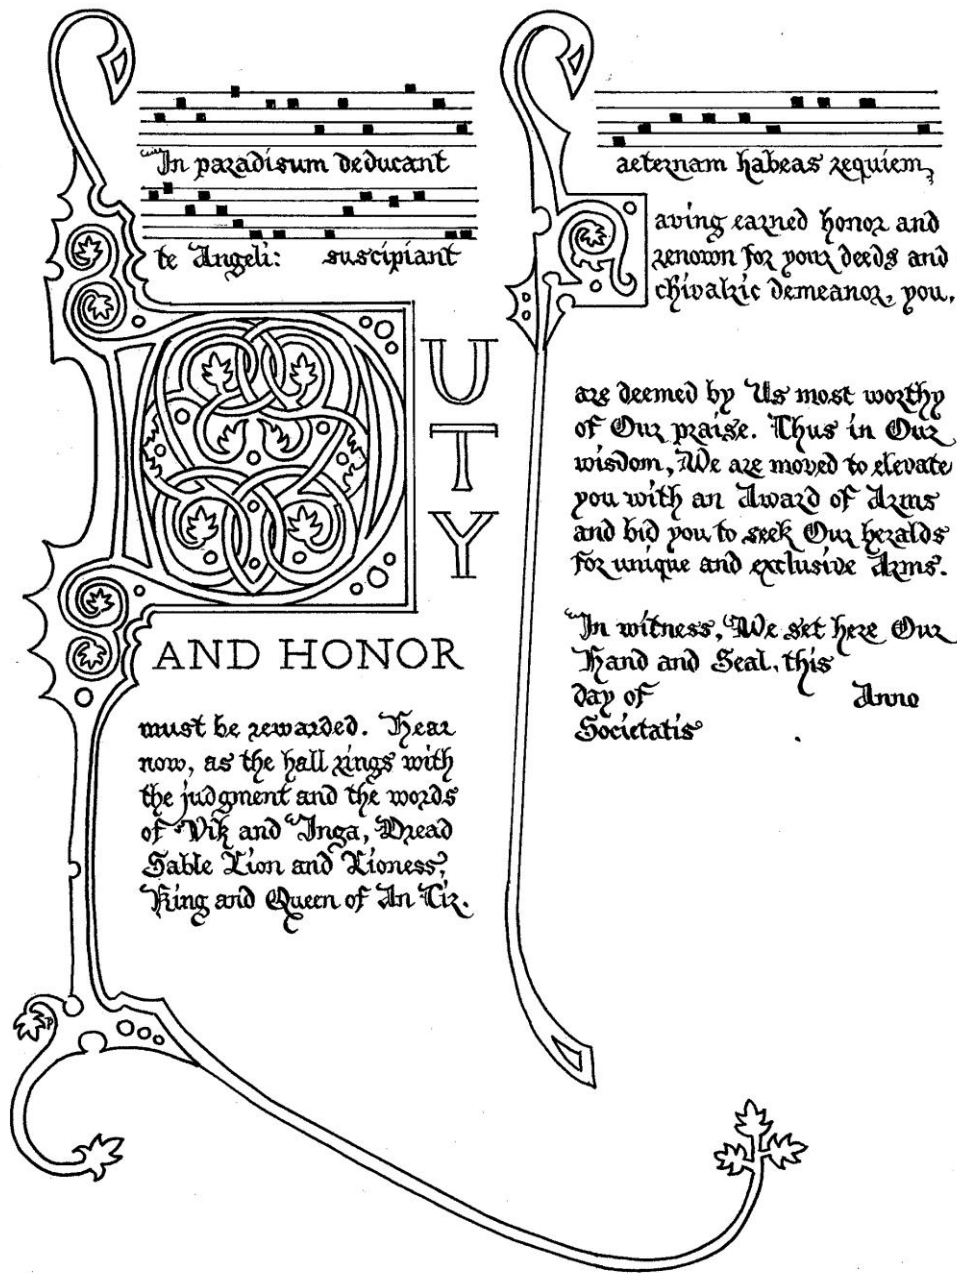 In paradisum deducant
te Angeli: suscipiant
DUTY
AND HONOR
must be rewarded. Hear
now, as the hall rings with
the judgment and the words
of Vik and Inga, Dread
Sable Lion and Lioness,
King and Queen of An Tir.
aeternam habeas requiem,
Having earned honor and
renown for your deeds and
chivalric demeanor, you,
are deemed by Us most worthy
of Our praise. Thus in Our
wisdom, We are moved to elevate
you with an Award of Arms
and bid you to seek Our heralds
for unique and exclusive Arms.
In witness, We set here Our
Hand and Seal, this
day of Anno
Societatis .